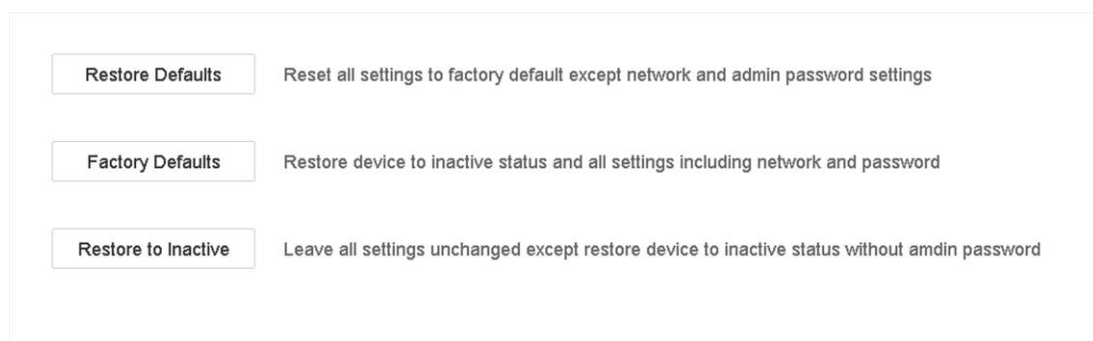 Restore Defaults Reset all settings to factory default except network and admin password settings
Factory Defaults Restore device to inactive status and all settings including network and password
Restore to Inactive Leave all settings unchanged except restore device to inactive status without amdin password